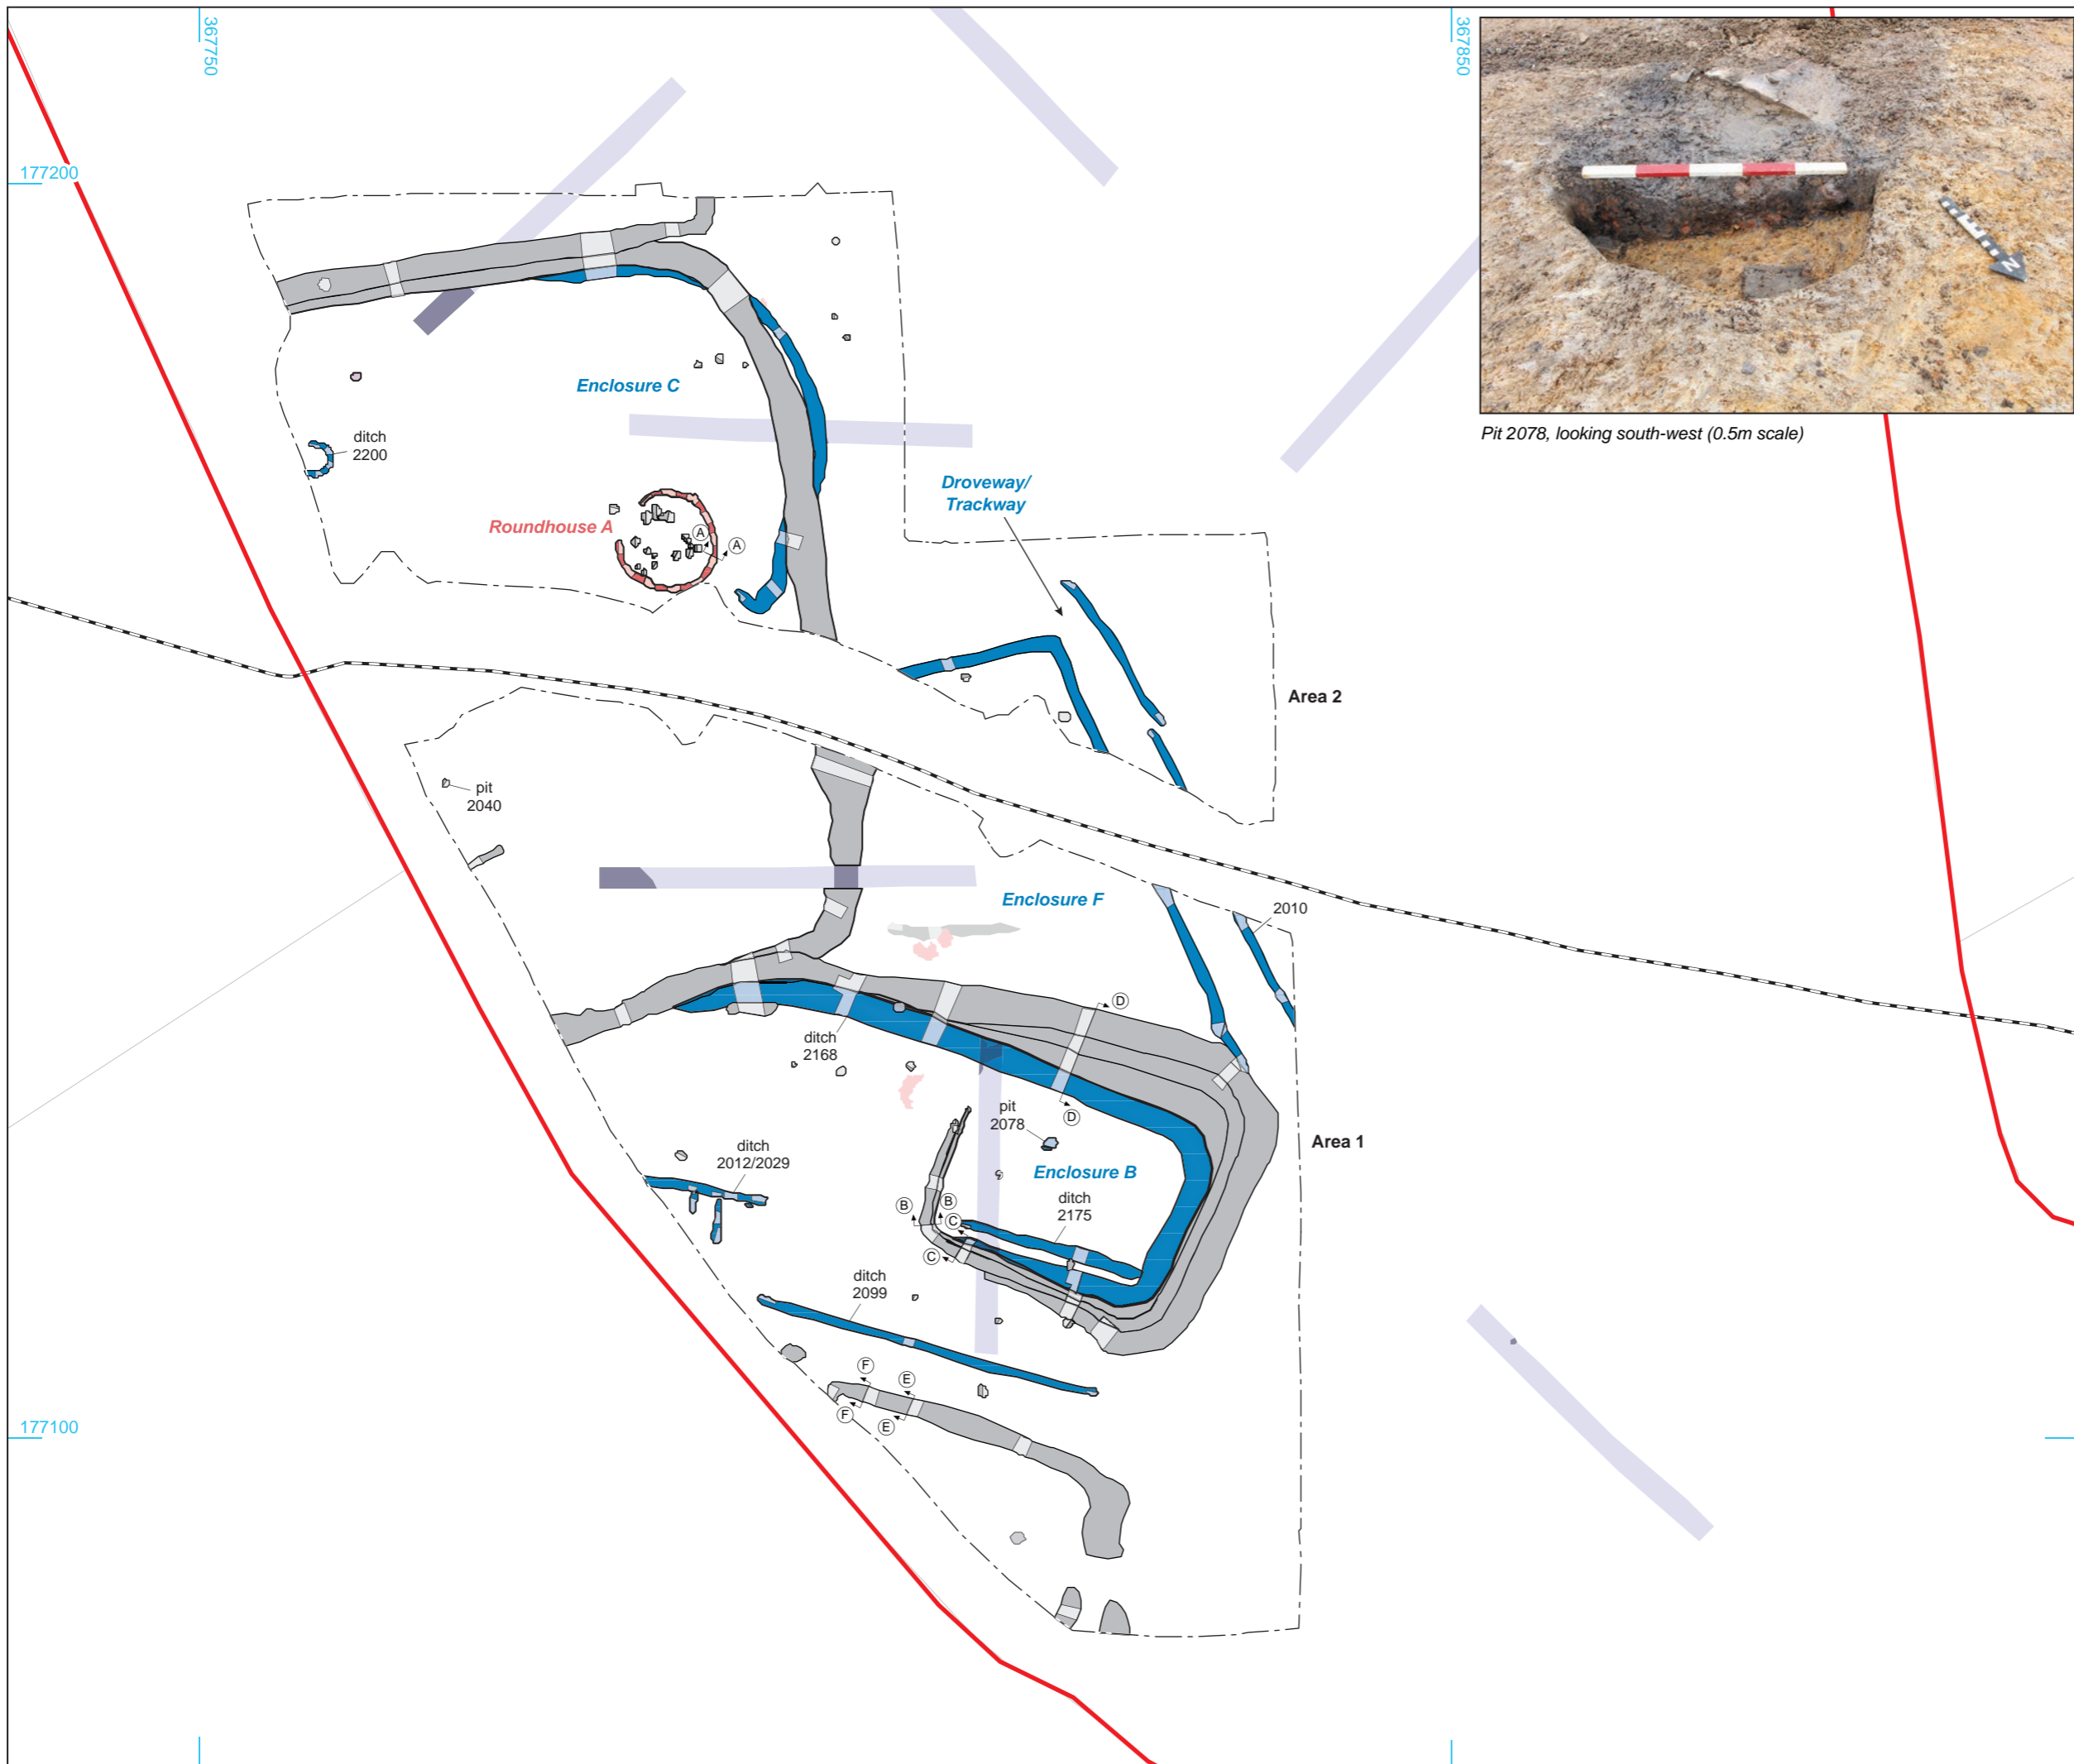 367750
367850
177200
Pit 2078, looking south-west (0.5m scale)
Enclosure C
ditch
2200
Droveway/
Trackway
Roundhouse A
A
A
Area 2
pit
2040
Enclosure F
2010
D
ditch
2168
D
pit
2078
Area 1
ditch
2012/2029
Enclosure B
ditch
2175
B
B
C
C
ditch
2099
F
E
F
E
177100
N